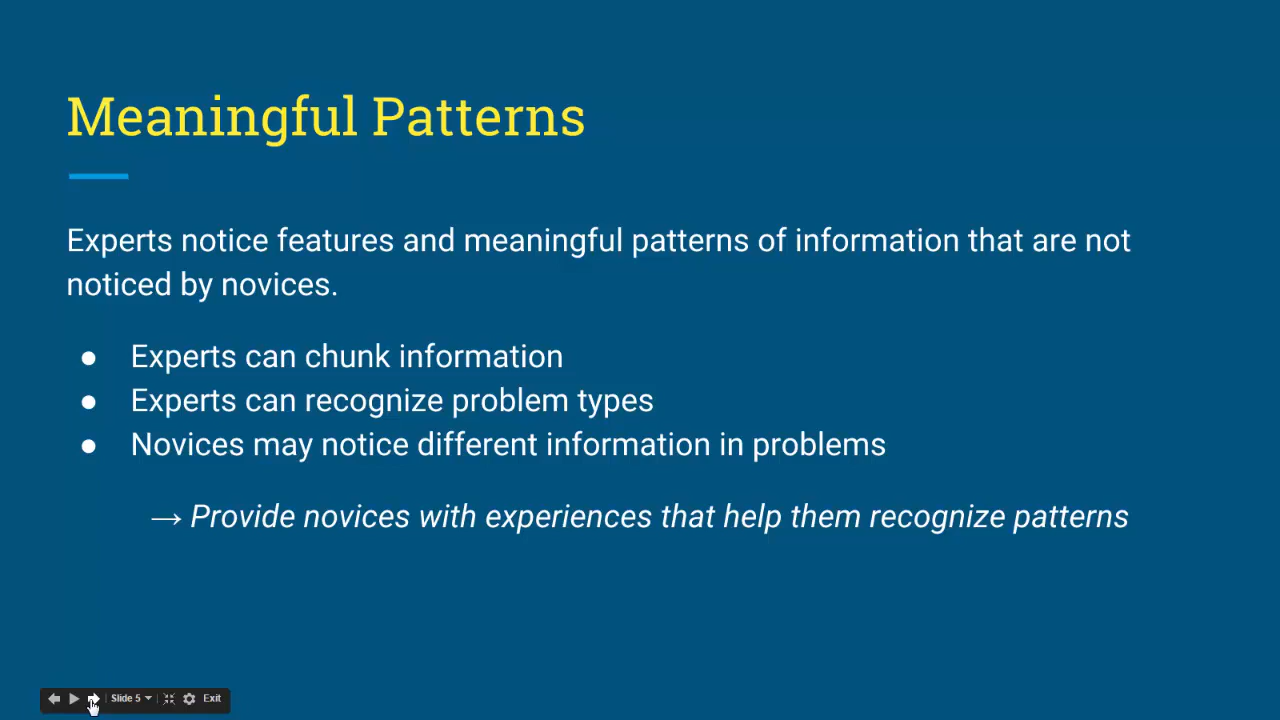 Meaningful Patterns
Experts notice features and meaningful patterns of information that are not
noticed by novices.
● Experts can chunk information
● Experts can recognize problem types
● Novices may notice different information in problems
→ Provide novices with experiences that help them recognize patterns
Slide 5 Exit